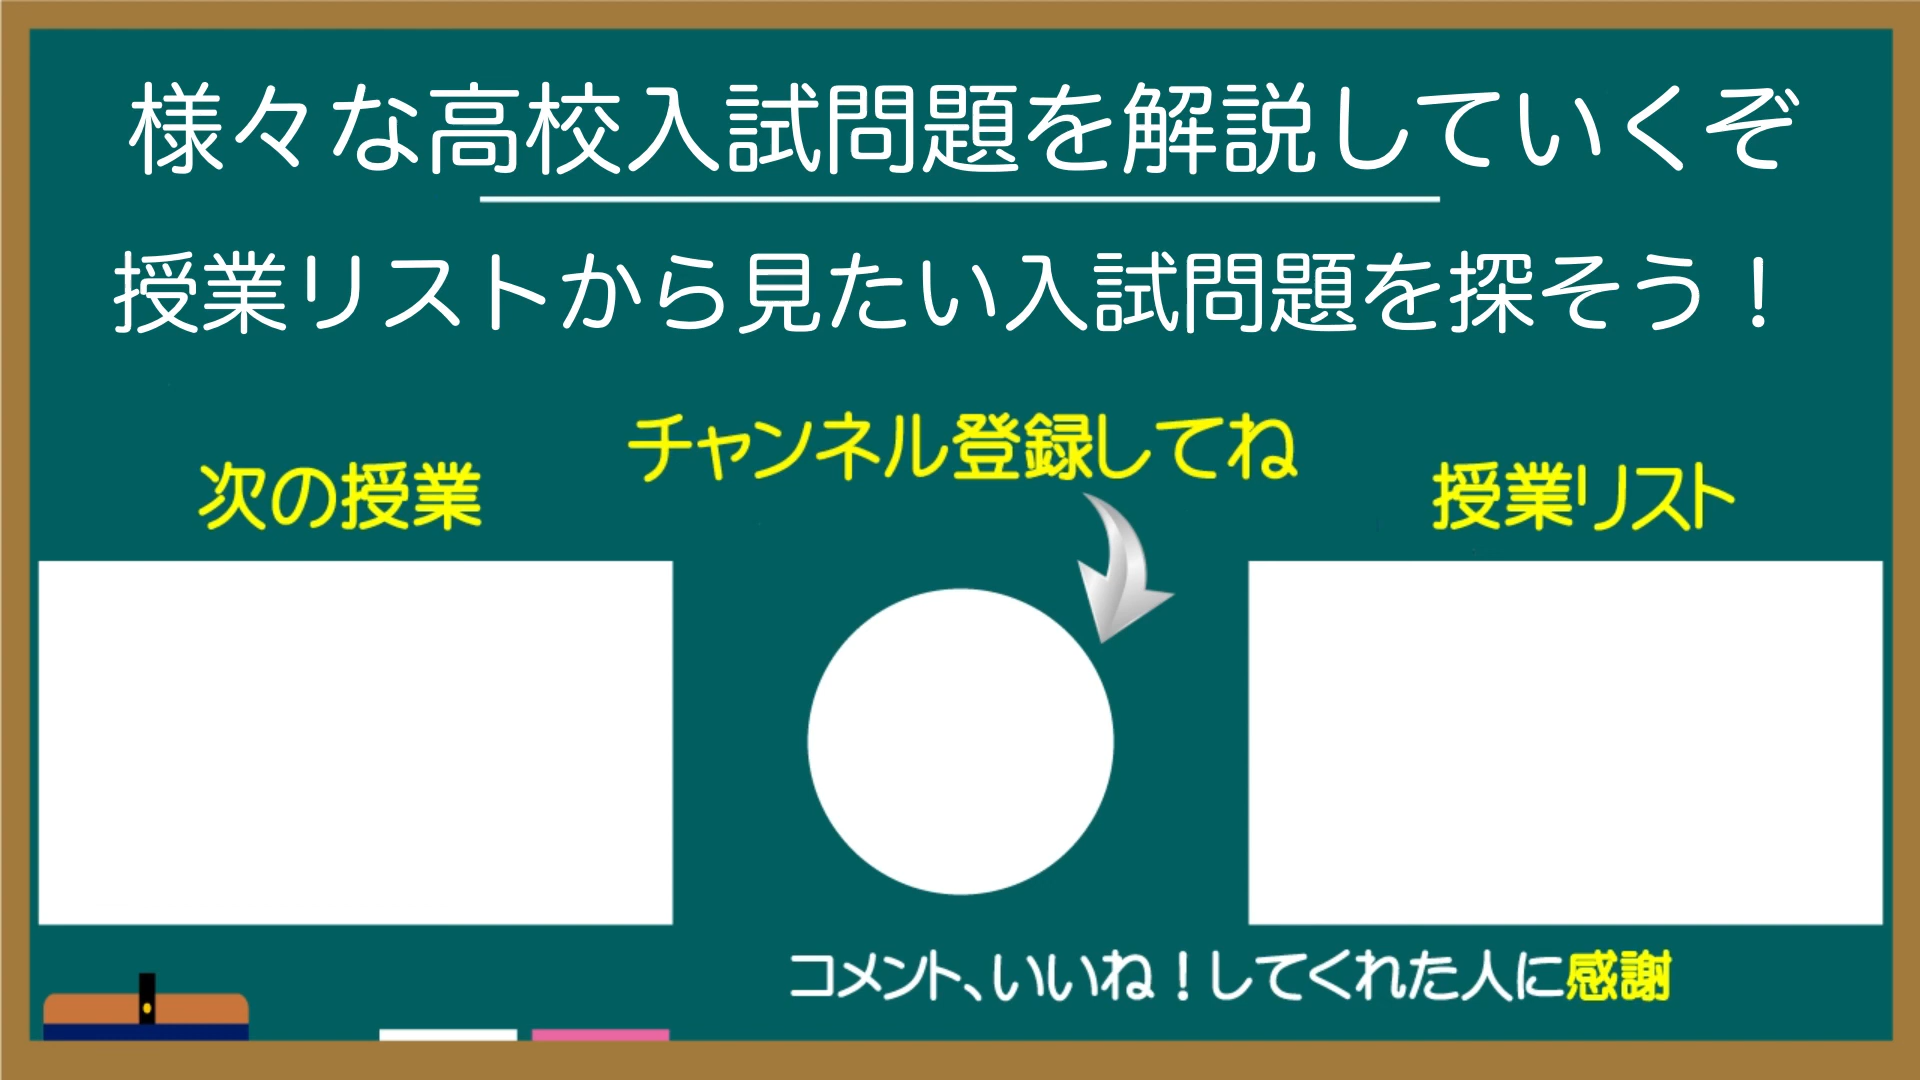 様々な高校入試問題を解説していくぞ
授業リストから見たい入試問題を探そう！
チャンネル登録してね
次の授業
授業リスト
コメント、いいね！してくれた人に感謝